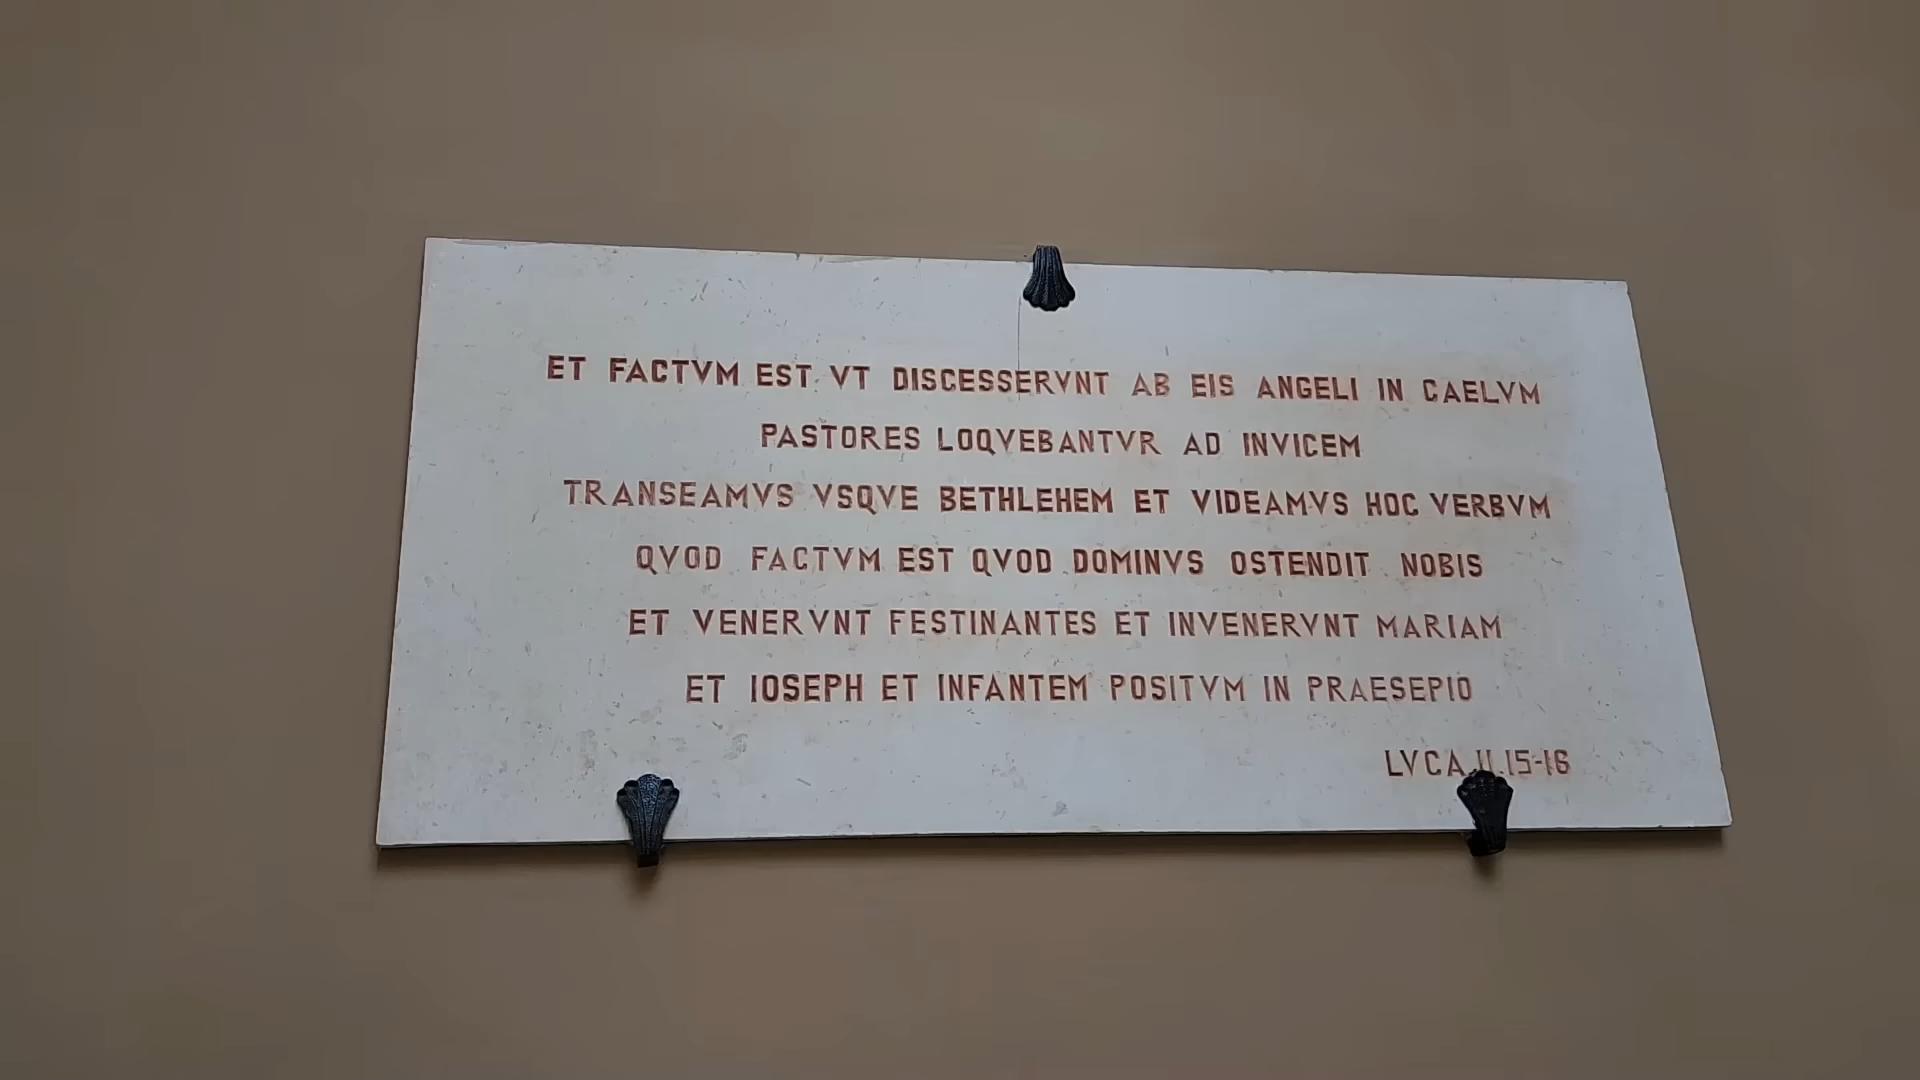 ET FACTVM EST VT DISCESSERVNT AB EIS ANGELI IN CAELVM
PASTORES LOQVEBANTVR AD INVICEM
TRANSEAMVS VSQVE BETHLEHEM ET VIDEAMVS HOC VERBVM
QVOD FACTVM EST QVOD DOMINVS OSTENDIT NOBIS
ET VENERVNT FESTINANTES ET INVENERVNT MARIAM
ET IOSEPH ET INFANTEM POSITVM IN PRAESEPIO
LVCA II.15-16